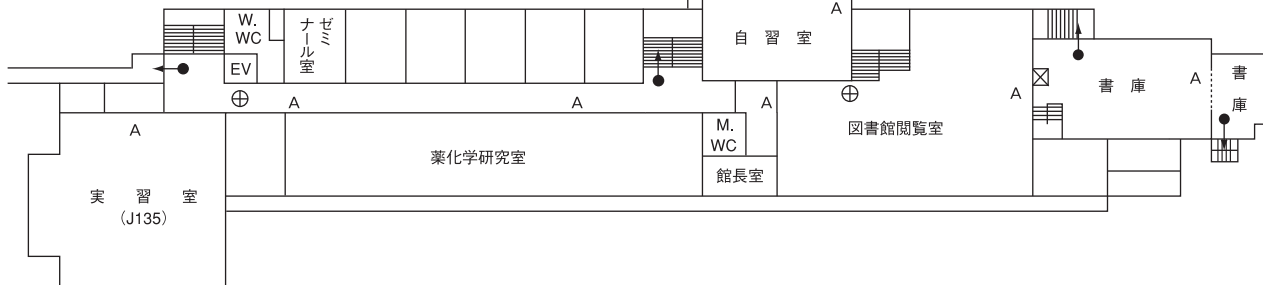 W.
WC
ゼミ
ナール室
A
自習室
EV
A
A
A
A
A
書庫
A
書
庫
A
M.
WC
図書館閲覧室
薬化学研究室
館長室
実習室
(J135)